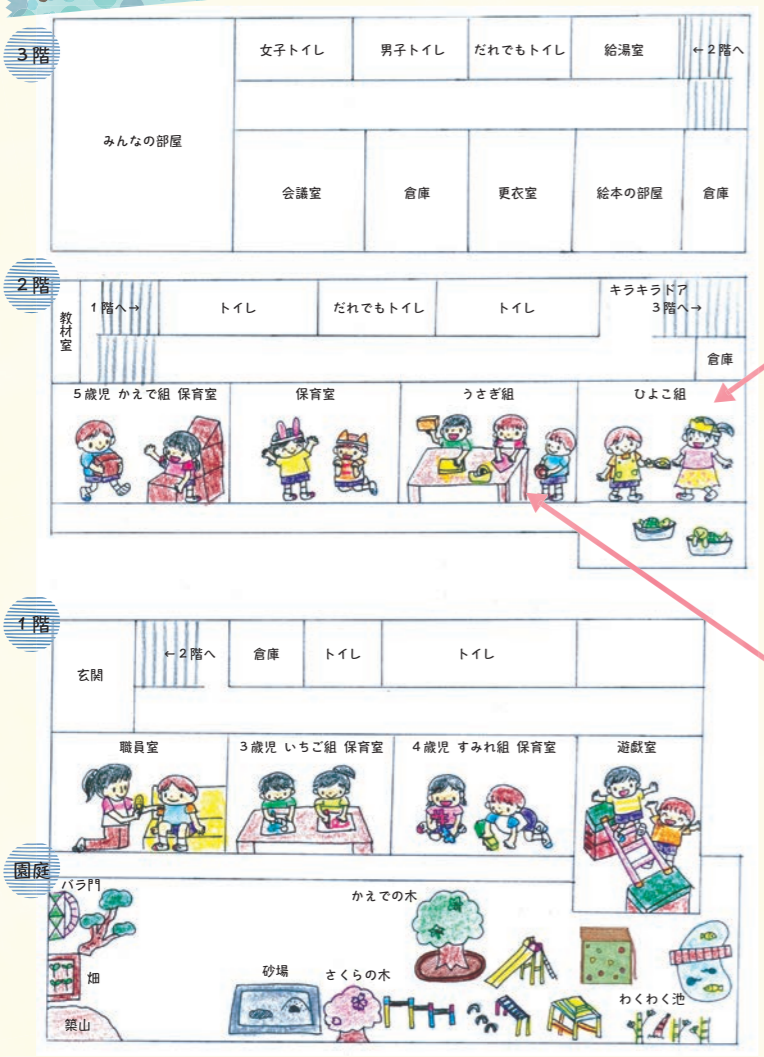 3階
女子トイレ
男子トイレ
だれでもトイレ
給湯室
←2階へ
みんなの部屋
会議室
倉庫
更衣室
絵本の部屋
倉庫
2階
教材室
1階へ→
トイレ
だれでもトイレ
トイレ
キラキラドア
3階へ→
倉庫
5歳児 かえで組 保育室
保育室
うさぎ組
ひよこ組
1階
玄関
←2階へ
倉庫
トイレ
トイレ
職員室
3歳児 いちご組 保育室
4歳児 すみれ組 保育室
遊戯室
園庭
バラ門
かえでの木
畑
砂場
さくらの木
わくわく池
築山